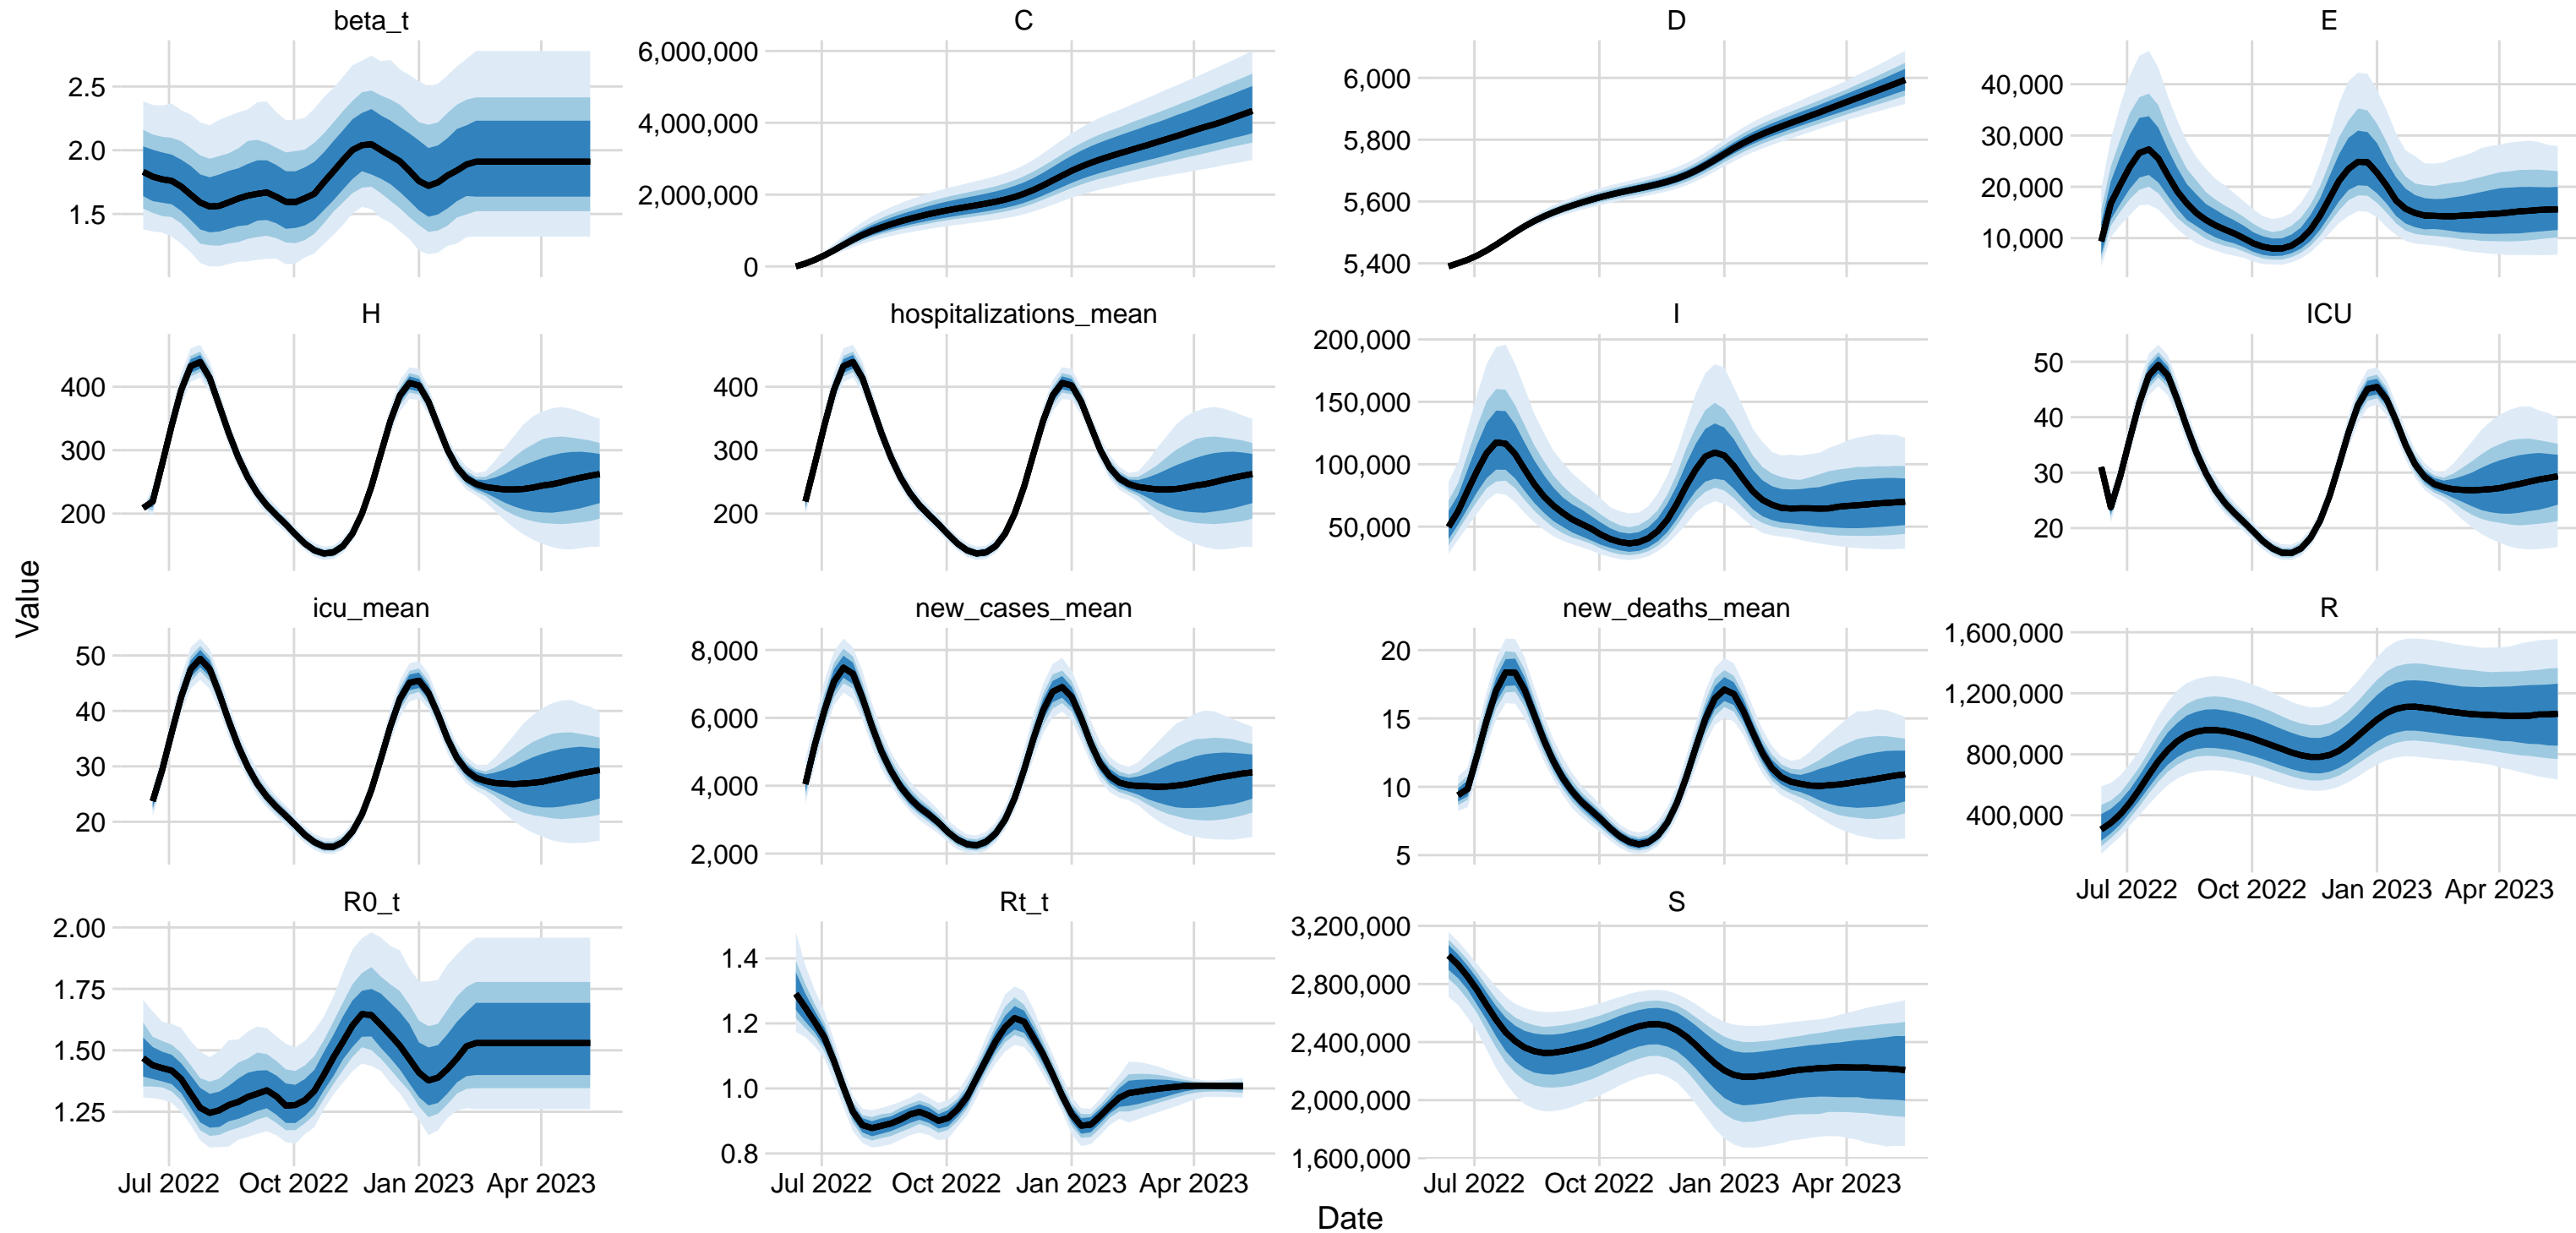 beta_t
C
D
E
2.5
2.0
1.5
6,000,000
4,000,000
2,000,000
0
6,000
5,800
5,600
5,400
40,000
30,000
20,000
10,000
H
hospitalizations_mean
I
ICU
400
300
200
400
300
200
200,000
150,000
100,000
50,000
50
40
30
20
Value
icu_mean
new_cases_mean
new_deaths_mean
R
50
40
30
20
8,000
6,000
4,000
2,000
20
15
10
5
1,600,000
1,200,000
800,000
400,000
Jul 2022 Oct 2022 Jan 2023 Apr 2023
R0_t
Rt_t
S
2.00
1.75
1.50
1.25
1.4
1.2
1.0
0.8
3,200,000
2,800,000
2,400,000
2,000,000
1,600,000
Jul 2022 Oct 2022 Jan 2023 Apr 2023
Jul 2022 Oct 2022 Jan 2023 Apr 2023
Jul 2022 Oct 2022 Jan 2023 Apr 2023
Date